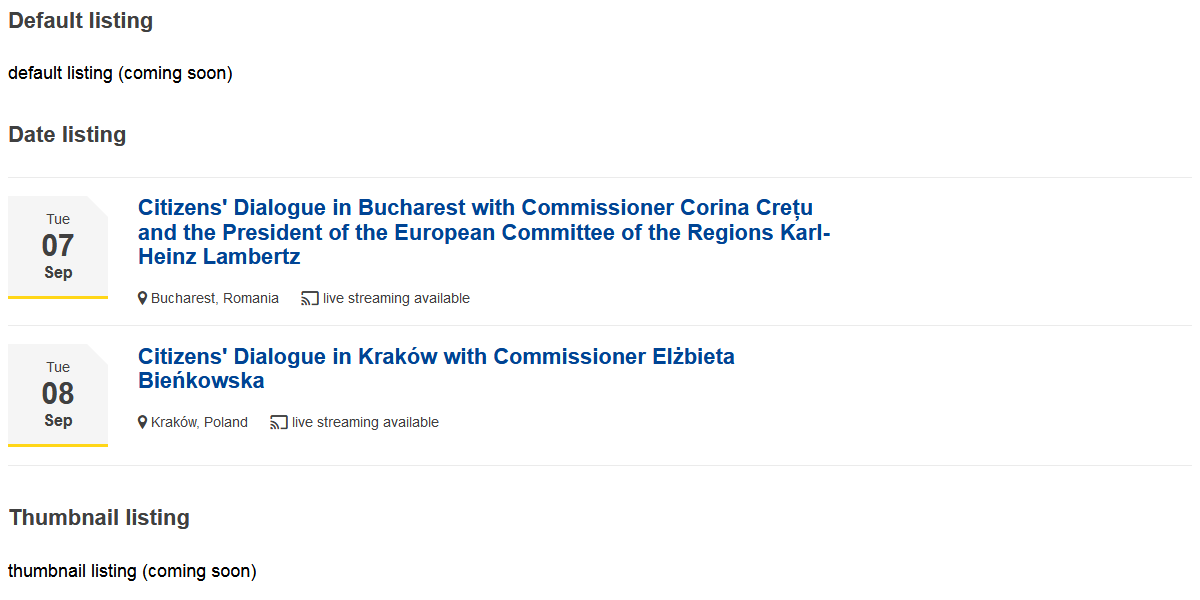 Default listing
default listing (coming soon)
Date listing
Tue
07
Sep
Citizens' Dialogue in Bucharest with Commissioner Corina Crețu
and the President of the European Committee of the Regions Karl-
Heinz Lambertz
Bucharest, Romania live streaming available
Tue
08
Sep
Citizens' Dialogue in Kraków with Commissioner Elżbieta
Bieńkowska
Kraków, Poland live streaming available
Thumbnail listing
thumbnail listing (coming soon)